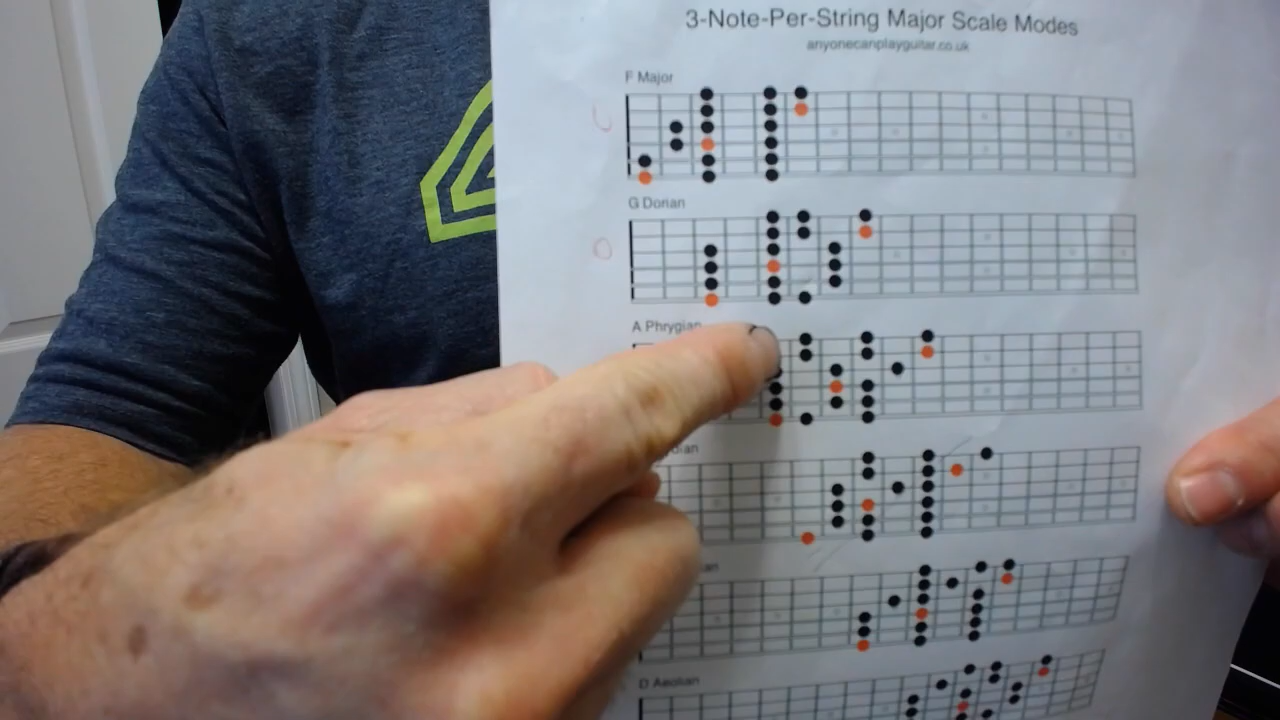 3-Note-Per-String Major Scale Modes
anyonecanplayguitar.co.uk
F Major
G Dorian
A Phrygian
D Aeolian